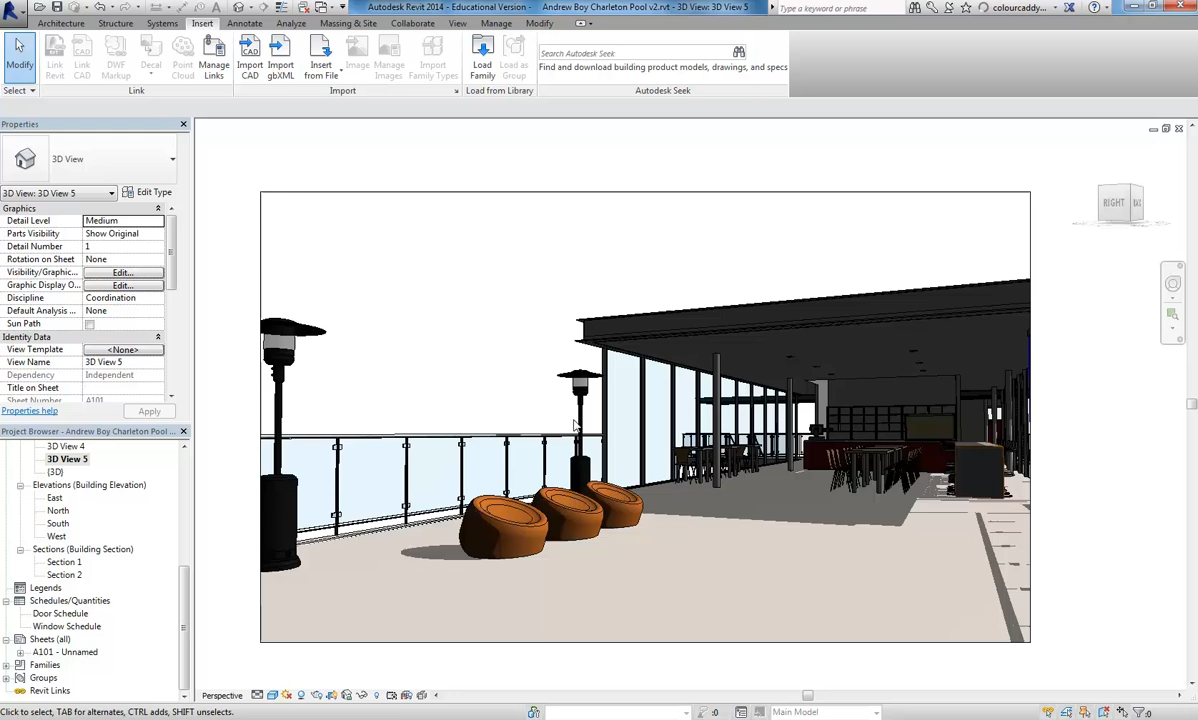 Autodesk Revit 2014 - Educational Version - Andrew Boy Charleton Pool v2.rvt - 3D View: 3D View 5
Type a keyword or phrase
colourcaddy...
Architecture Structure Systems Insert Annotate Analyze Massing & Site Collaborate View Manage Modify
Modify
Link Revit
Link CAD
DWF Markup
Decal
Point Cloud
Manage Links
Import CAD
Import gbXML
Insert from File
Image
Manage Images
Import Family Types
Load Family
Load as Group
Search Autodesk Seek
Find and download building product models, drawings, and specs
Select
Link
Import
Load from Library
Autodesk Seek
Properties
3D View
3D View: 3D View 5
Edit Type
Graphics
Detail Level Medium
Parts Visibility Show Original
Detail Number 1
Rotation on Sheet None
Visibility/Graphic... Edit...
Graphic Display O... Edit...
Discipline Coordination
Default Analysis ... None
Sun Path
Identity Data
View Template <None>
View Name 3D View 5
Dependency Independent
Title on Sheet
Sheet Number A101
Properties help
Apply
Project Browser - Andrew Boy Charleton Pool ...
3D View 4
3D View 5
{3D}
Elevations (Building Elevation)
East
North
South
West
Sections (Building Section)
Section 1
Section 2
Legends
Schedules/Quantities
Door Schedule
Window Schedule
Sheets (all)
A101 - Unnamed
Families
Groups
Revit Links
RIGHT
Perspective
Click to select, TAB for alternates, CTRL adds, SHIFT unselects.
:0
Main Model
:0